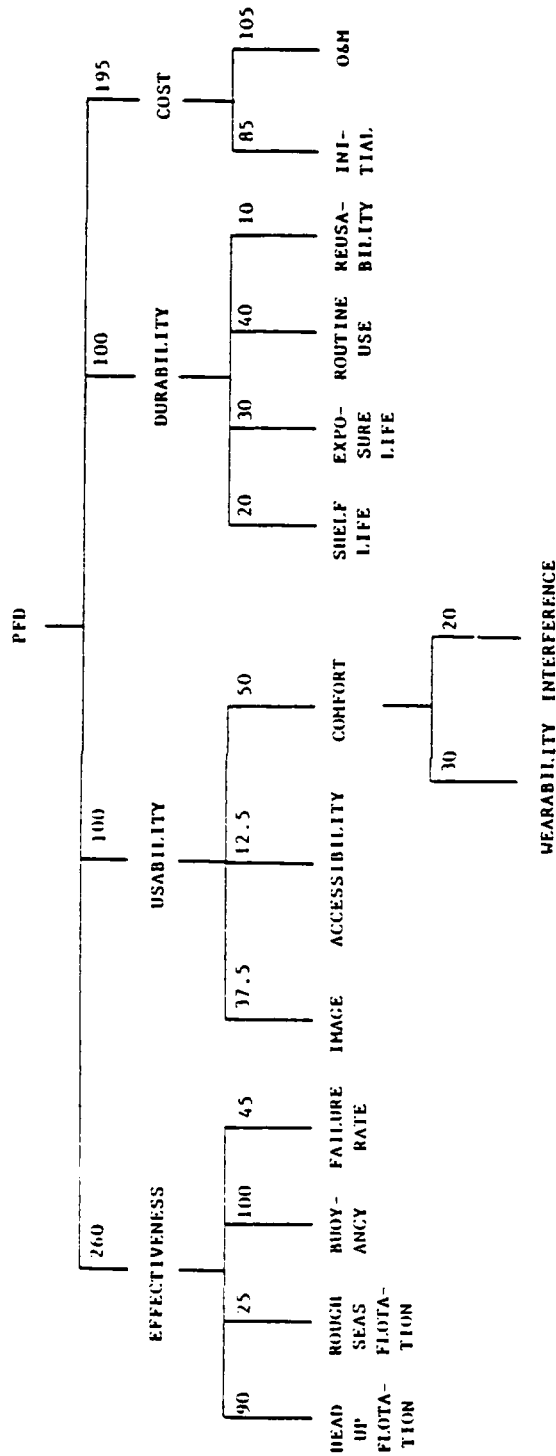 PFD
260
100
100
195
EFFECTIVENESS
USABILITY
DURABILITY
COST
90
25
100
45
37.5
12.5
50
20
30
40
10
85
105
HEAD
UP
FLOTA-
TION
ROUGH
SEAS
FLOTA-
TION
BUOY-
ANCY
FAILURE
RATE
IMAGE
ACCESSIBILITY
COMFORT
SHELF
LIFE
EXPO-
SURE
LIFE
ROUTINE
USE
REUSA-
BILITY
INI-
TIAL
O&M
30
20
WEARABILITY
INTERFERENCE